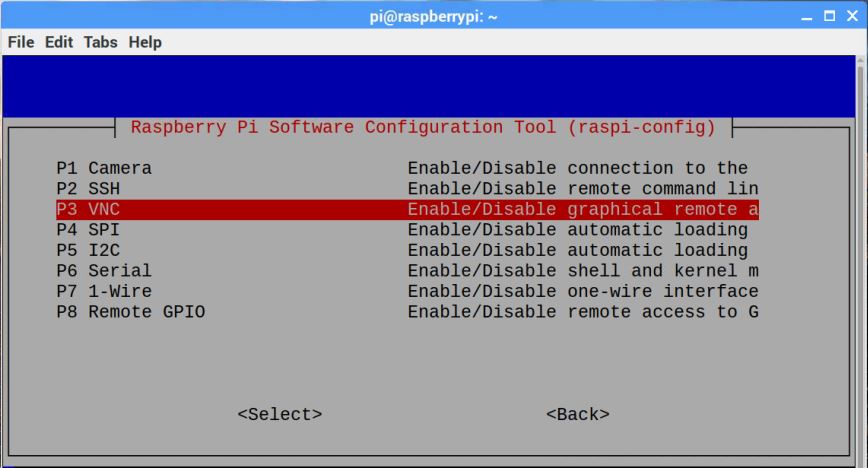 pi@raspberrypi: ~
File Edit Tabs Help
Raspberry Pi Software Configuration Tool (raspi-config)
P1 Camera Enable/Disable connection to the
P2 SSH Enable/Disable remote command lin
P3 VNC Enable/Disable graphical remote a
P4 SPI Enable/Disable automatic loading
P5 I2C Enable/Disable automatic loading
P6 Serial Enable/Disable shell and kernel m
P7 1-Wire Enable/Disable one-wire interface
P8 Remote GPIO Enable/Disable remote access to G
<Select> <Back>